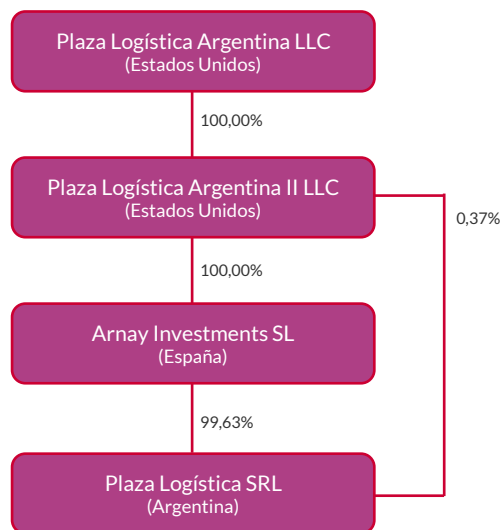 Plaza Logística Argentina LLC
(Estados Unidos)
100,00%
Plaza Logística Argentina II LLC
(Estados Unidos)
0,37%
100,00%
Arnay Investments SL
(España)
99,63%
Plaza Logística SRL
(Argentina)